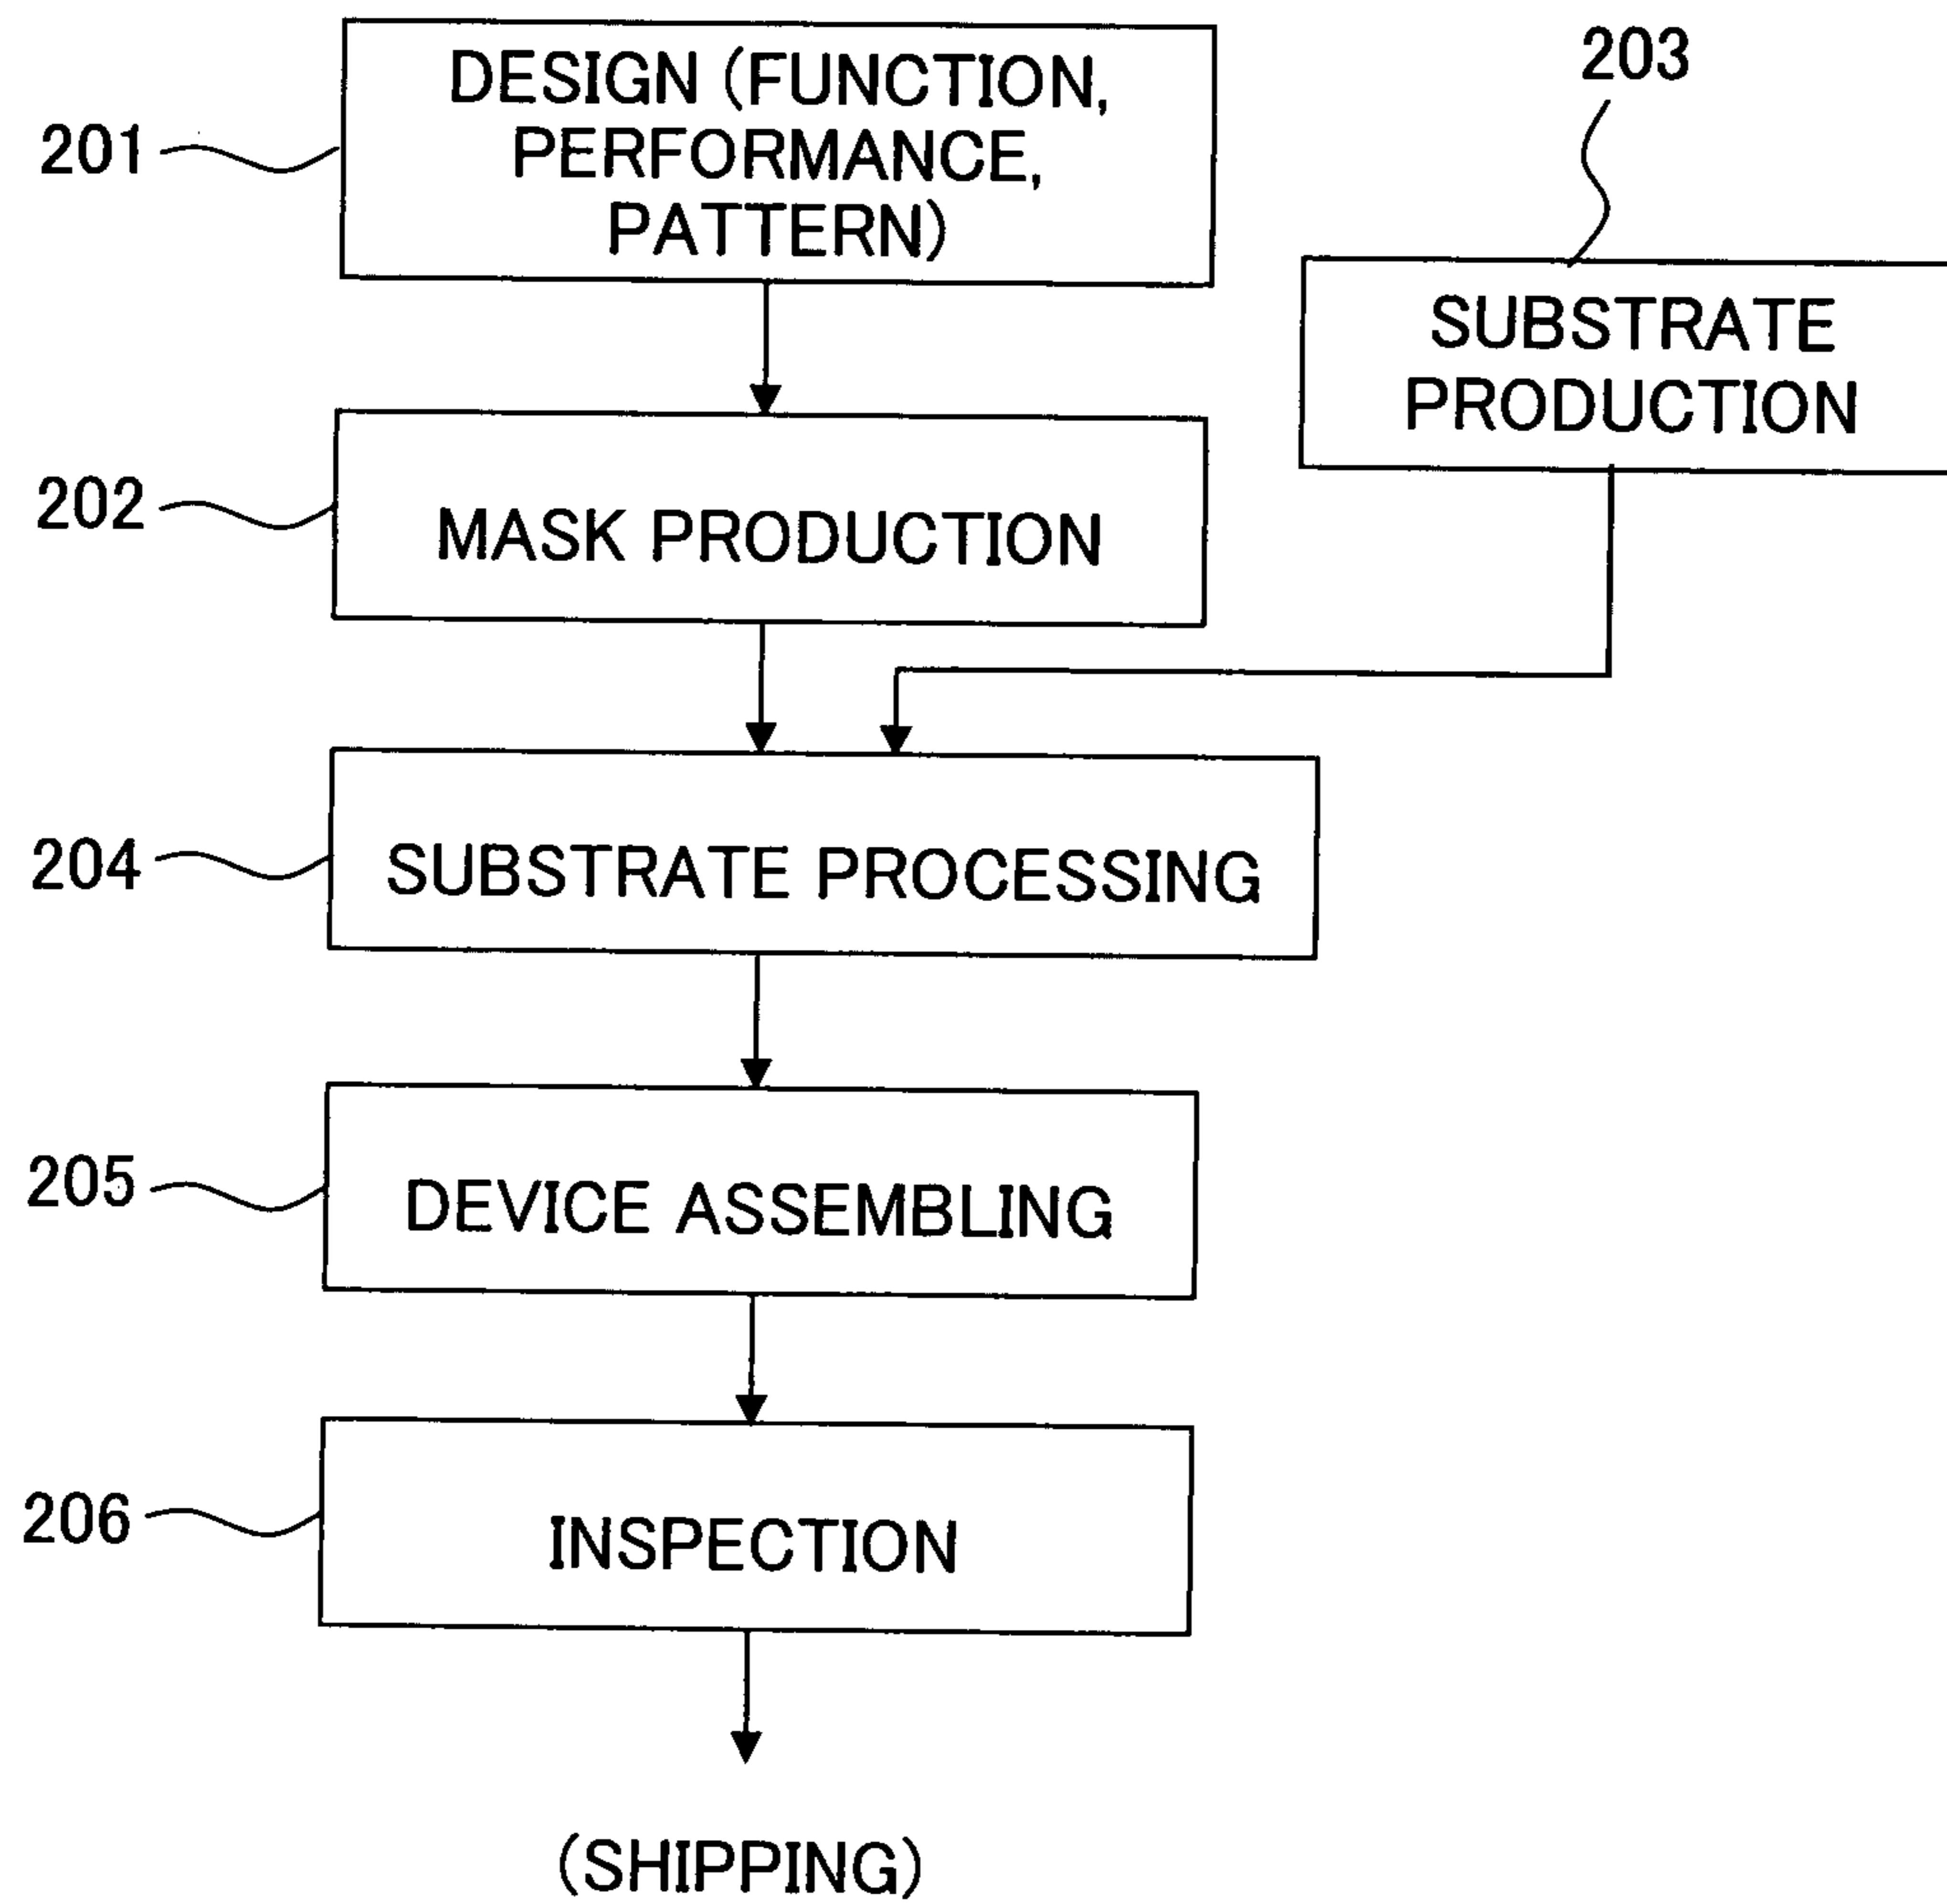 201
DESIGN (FUNCTION,
PERFORMANCE,
PATTERN)
203
SUBSTRATE
PRODUCTION
202
MASK PRODUCTION
204
SUBSTRATE PROCESSING
205
DEVICE ASSEMBLING
206
INSPECTION
(SHIPPING)